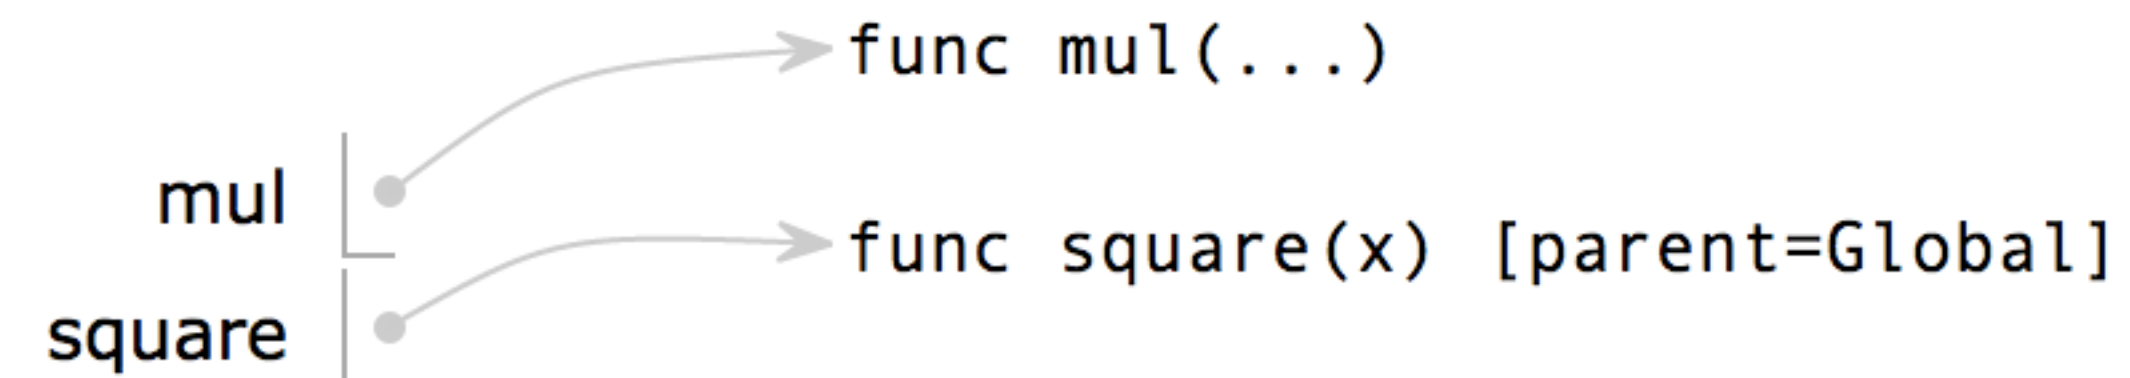 func mul(...)
mul
func square(x) [parent=Global]
square